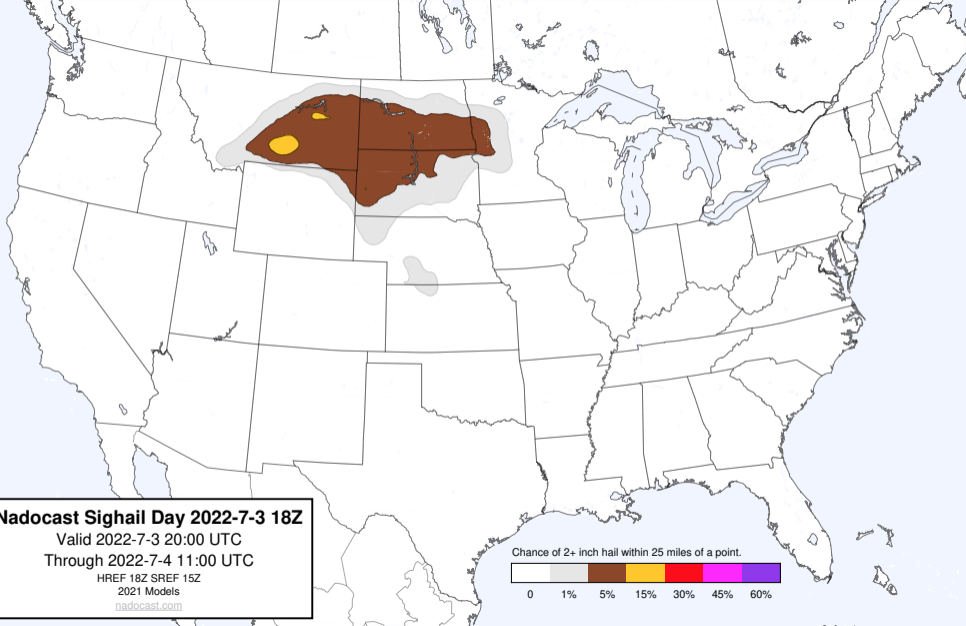 Nadocast Sighail Day 2022-7-3 18Z
Valid 2022-7-3 20:00 UTC
Through 2022-7-4 11:00 UTC
HREF 18Z SREF 15Z
2021 Models
nadocast.com
Chance of 2+ inch hail within 25 miles of a point.
0 1% 5% 15% 30% 45% 60%